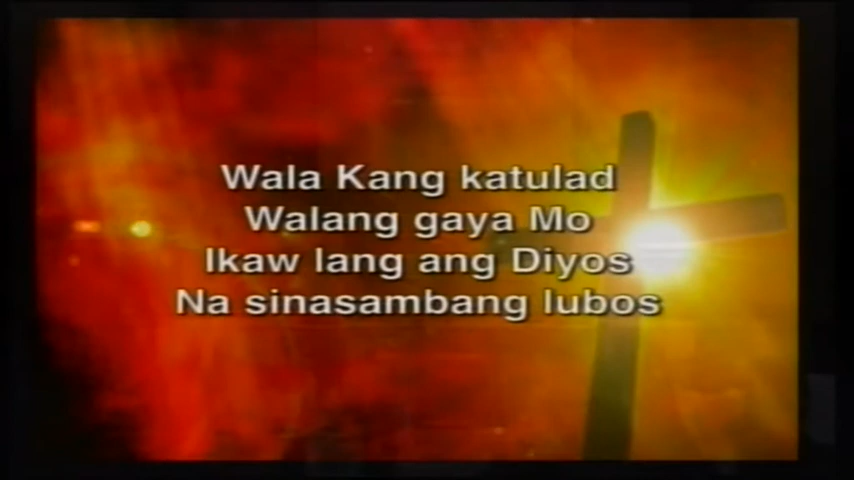 Wala Kang katulad
Walang gaya Mo
Ikaw lang ang Diyos
Na sinasambang lubos